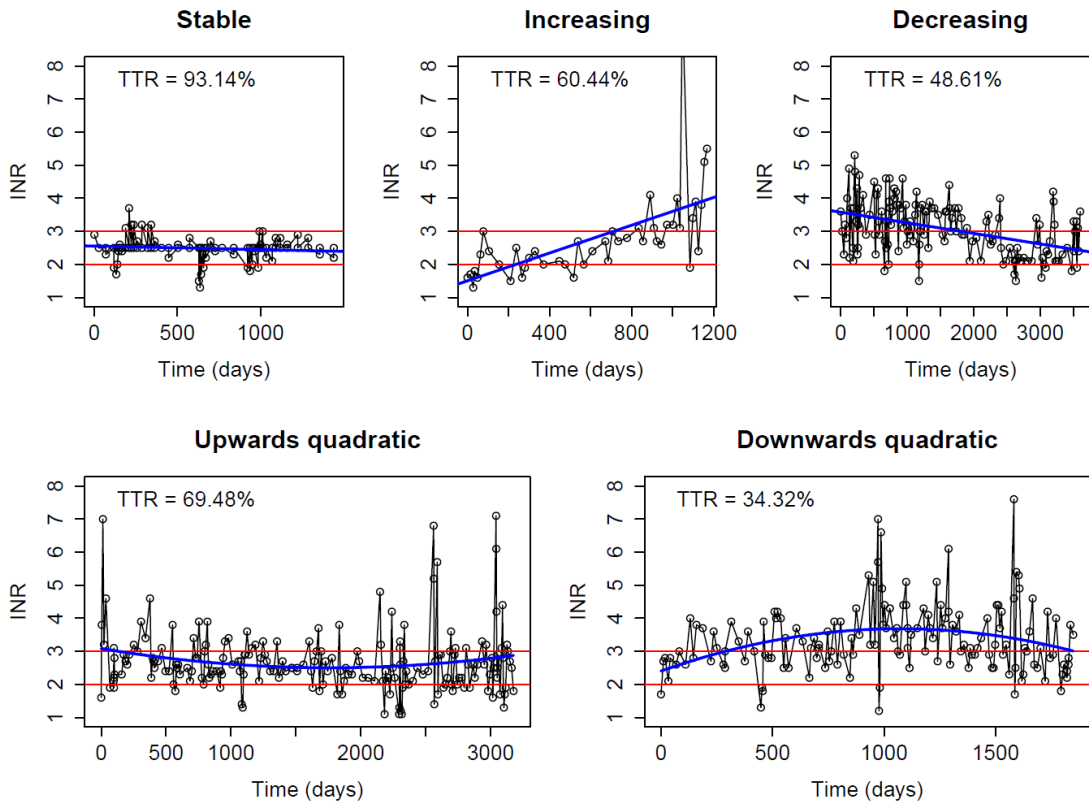 Stable
Increasing
Decreasing
TTR = 93.14%
TTR = 60.44%
TTR = 48.61%
INR
1 2 3 4 5 6 7 8
0 500 1000
Time (days)
INR
1 2 3 4 5 6 7 8
0 400 800 1200
Time (days)
INR
1 2 3 4 5 6 7 8
0 1000 2000 3000
Time (days)
Upwards quadratic
Downwards quadratic
TTR = 69.48%
TTR = 34.32%
INR
1 2 3 4 5 6 7 8
0 500 1000 2000 3000
Time (days)
INR
1 2 3 4 5 6 7 8
0 500 1000 1500
Time (days)